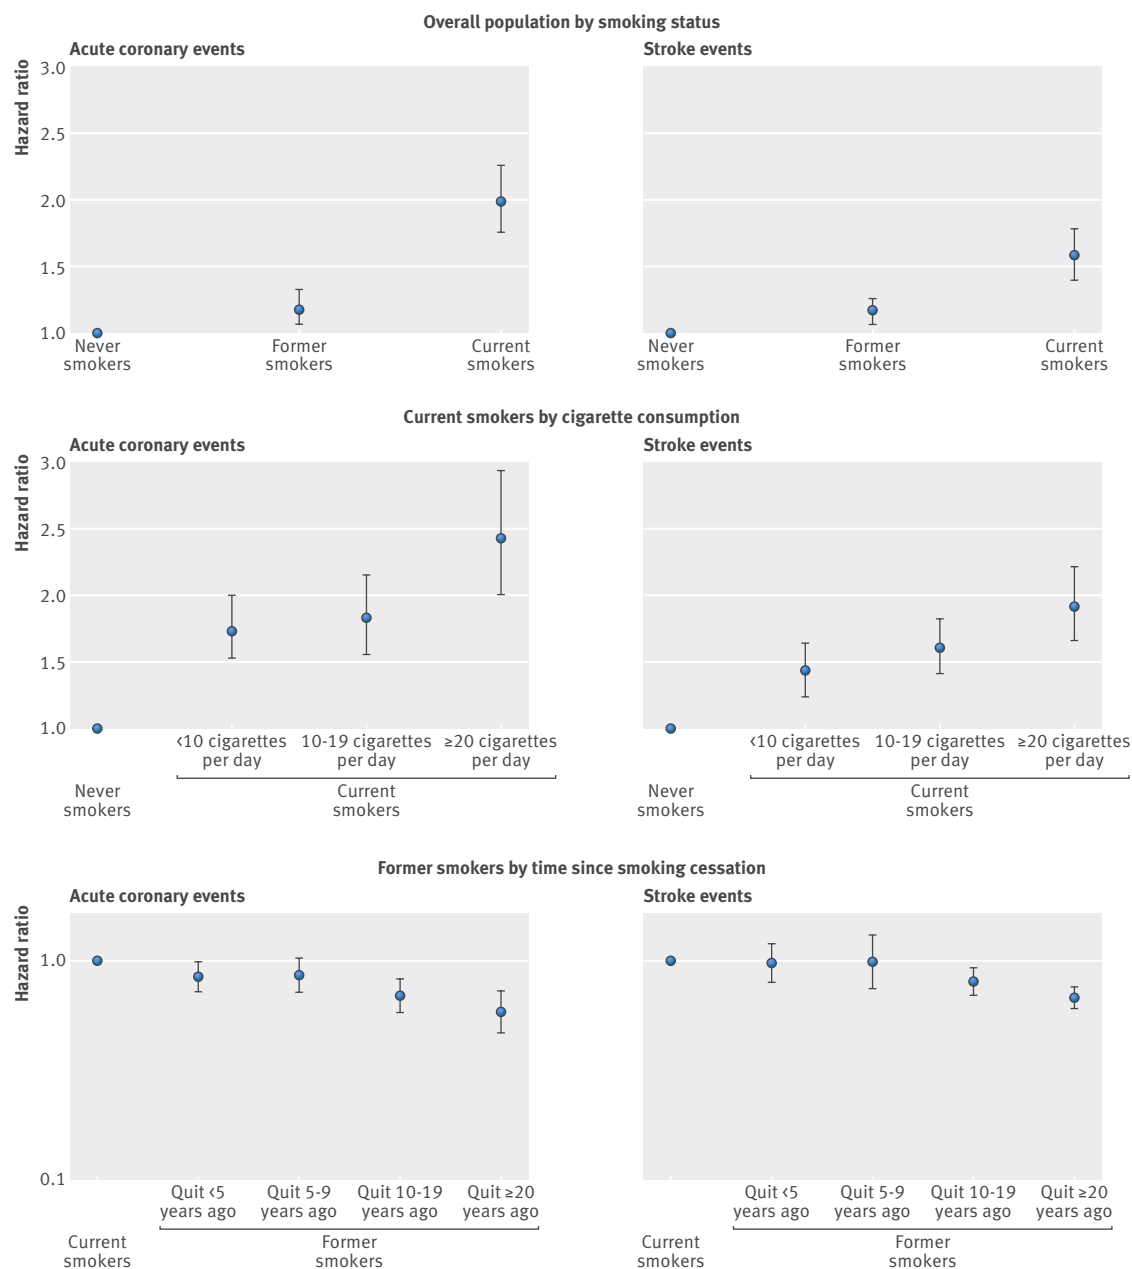 Overall population by smoking status
Acute coronary events
Stroke events
Hazard ratio
3.0
2.5
2.0
1.5
1.0
Never
smokers
Former
smokers
Current
smokers
Never
smokers
Former
smokers
Current
smokers
Current smokers by cigarette consumption
Acute coronary events
Stroke events
Hazard ratio
3.0
2.5
2.0
1.5
1.0
<10 cigarettes
per day
10-19 cigarettes
per day
≥20 cigarettes
per day
Never
smokers
Current
smokers
<10 cigarettes
per day
10-19 cigarettes
per day
≥20 cigarettes
per day
Never
smokers
Current
smokers
Former smokers by time since smoking cessation
Acute coronary events
Stroke events
Hazard ratio
1.0
0.1
Quit <5
years ago
Quit 5-9
years ago
Quit 10-19
years ago
Quit ≥20
years ago
Current
smokers
Former
smokers
Quit <5
years ago
Quit 5-9
years ago
Quit 10-19
years ago
Quit ≥20
years ago
Current
smokers
Former
smokers